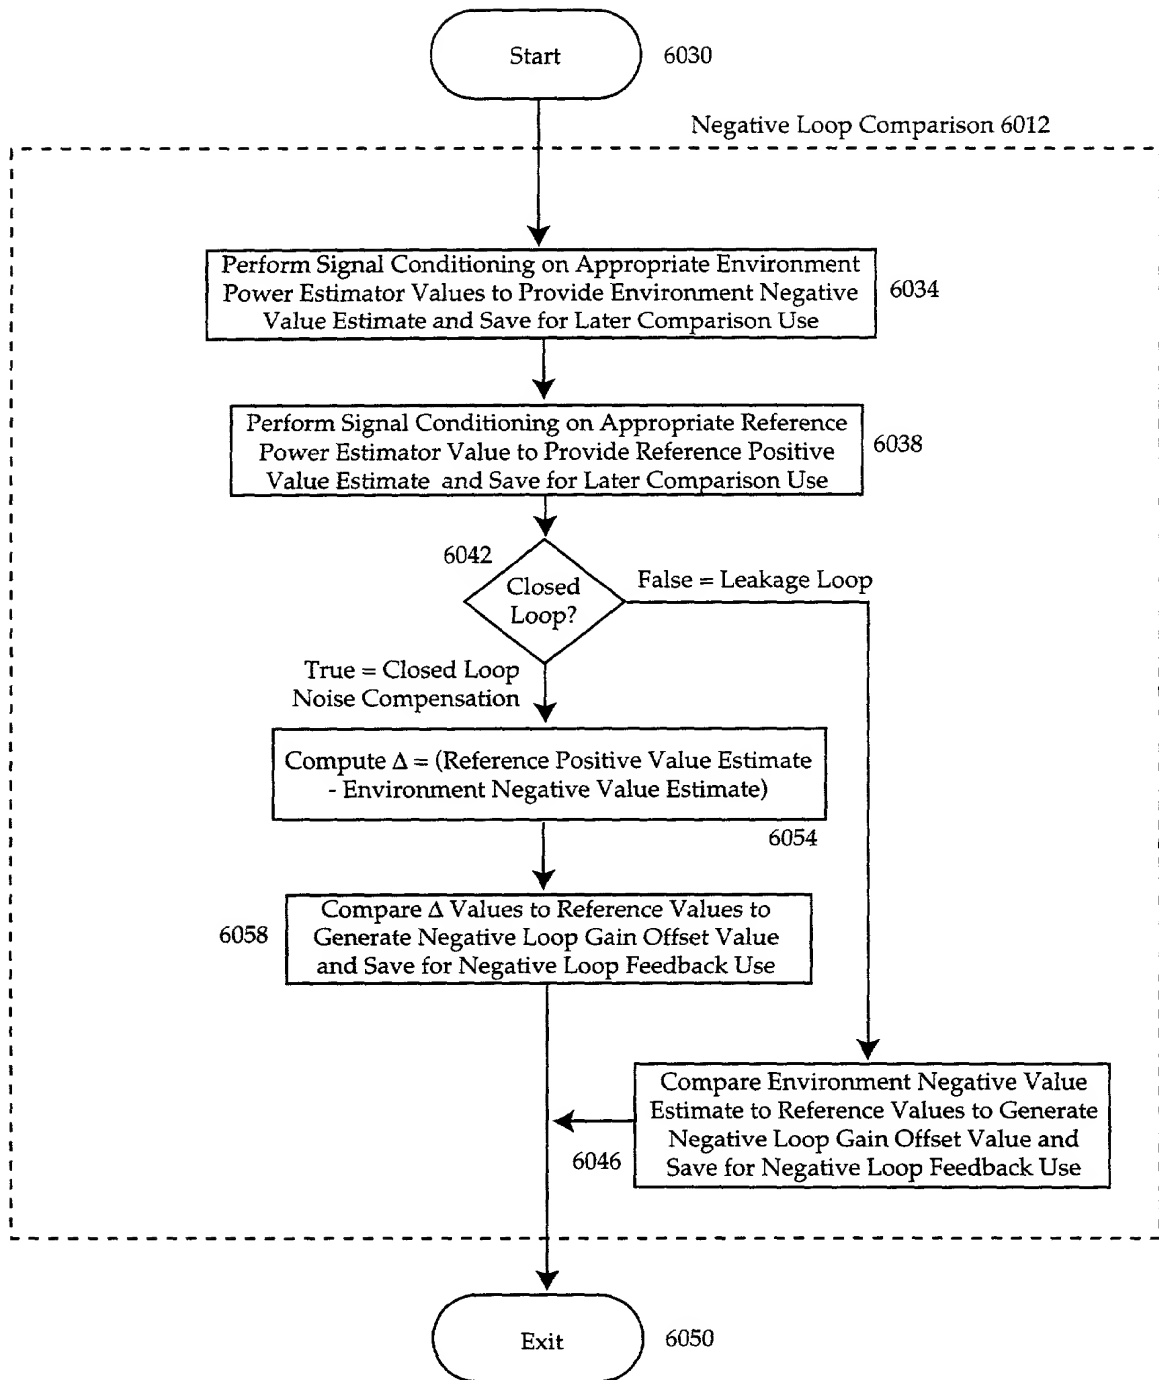 Start
6030
Negative Loop Comparison 6012
Perform Signal Conditioning on Appropriate Environment
Power Estimator Values to Provide Environment Negative
Value Estimate and Save for Later Comparison Use
6034
Perform Signal Conditioning on Appropriate Reference
Power Estimator Value to Provide Reference Positive
Value Estimate and Save for Later Comparison Use
6038
6042
Closed
Loop?
False = Leakage Loop
True = Closed Loop
Noise Compensation
Compute Δ = (Reference Positive Value Estimate
- Environment Negative Value Estimate)
6054
6058
Compare Δ Values to Reference Values to
Generate Negative Loop Gain Offset Value
and Save for Negative Loop Feedback Use
Compare Environment Negative Value
Estimate to Reference Values to Generate
Negative Loop Gain Offset Value and
Save for Negative Loop Feedback Use
6046
Exit
6050